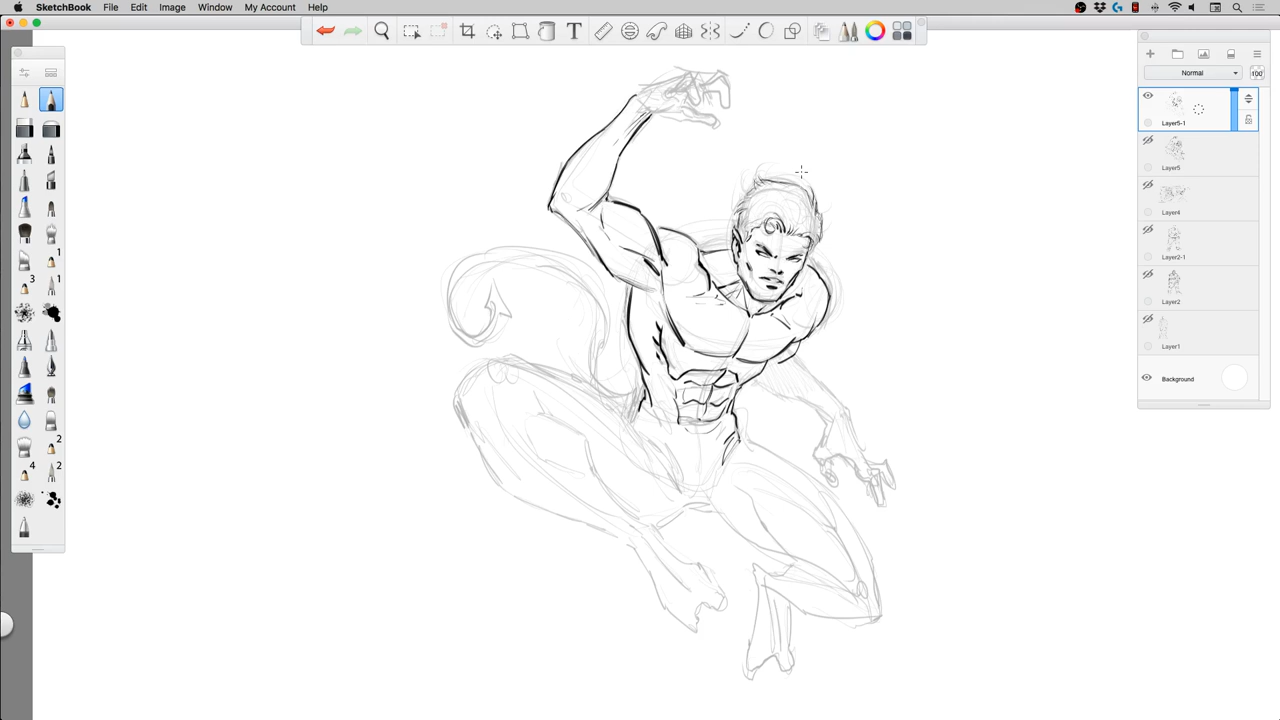 SketchBook File Edit Image Window My Account Help
T
Normal 100
Layer5-1
Layer5
Layer4
Layer2-1
Layer2
Layer1
Background
1
3 1
2
4 2